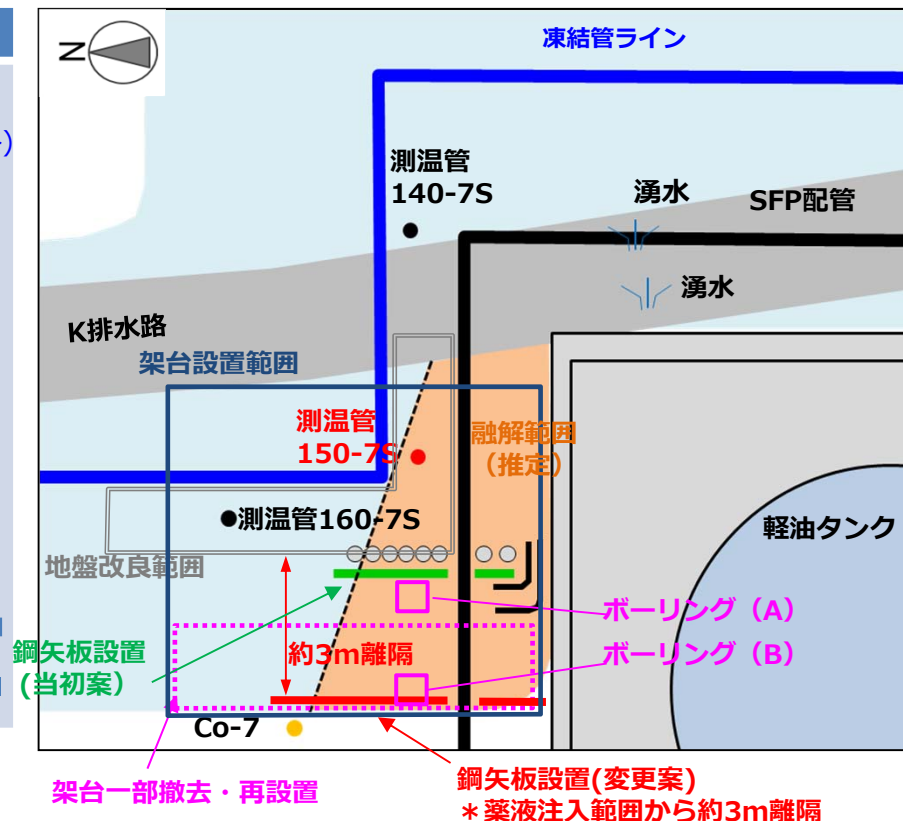 N
凍結管ライン
測温管
140-7S
湧水
SFP配管
湧水
K排水路
架台設置範囲
測温管
150-7S
融解範囲
（推定）
●測温管160-7S
軽油タンク
地盤改良範囲
ボーリング（A）
鋼矢板設置
(当初案）
約3m離隔
ボーリング（B）
Co-7
架台一部撤去・再設置
鋼矢板設置(変更案)
＊薬液注入範囲から約3m離隔